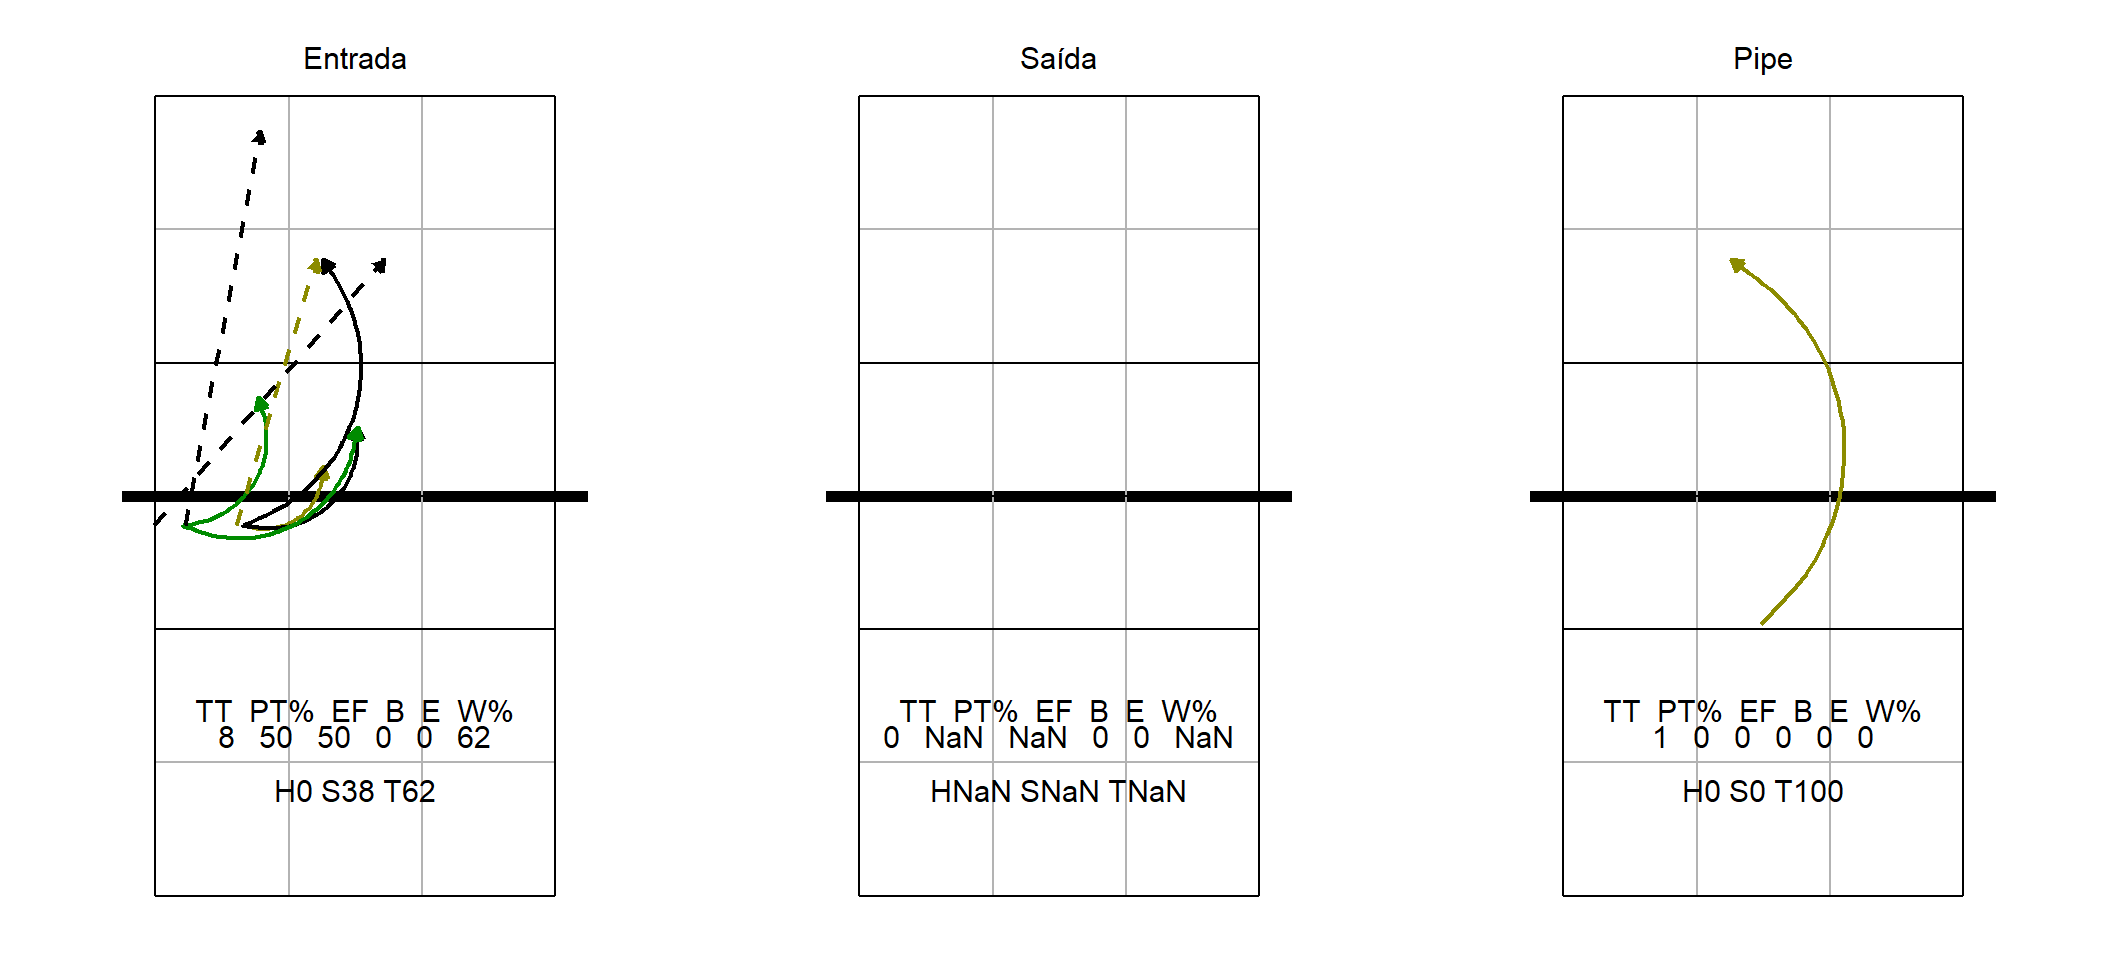 Entrada
TT PT% EF B E W%
8 50 50 0 0 62
H0 S38 T62
Saída
TT PT% EF B E W%
0 NaN NaN 0 0 NaN
HNaN SNaN TNaN
Pipe
TT PT% EF B E W%
1 0 0 0 0 0
H0 S0 T100